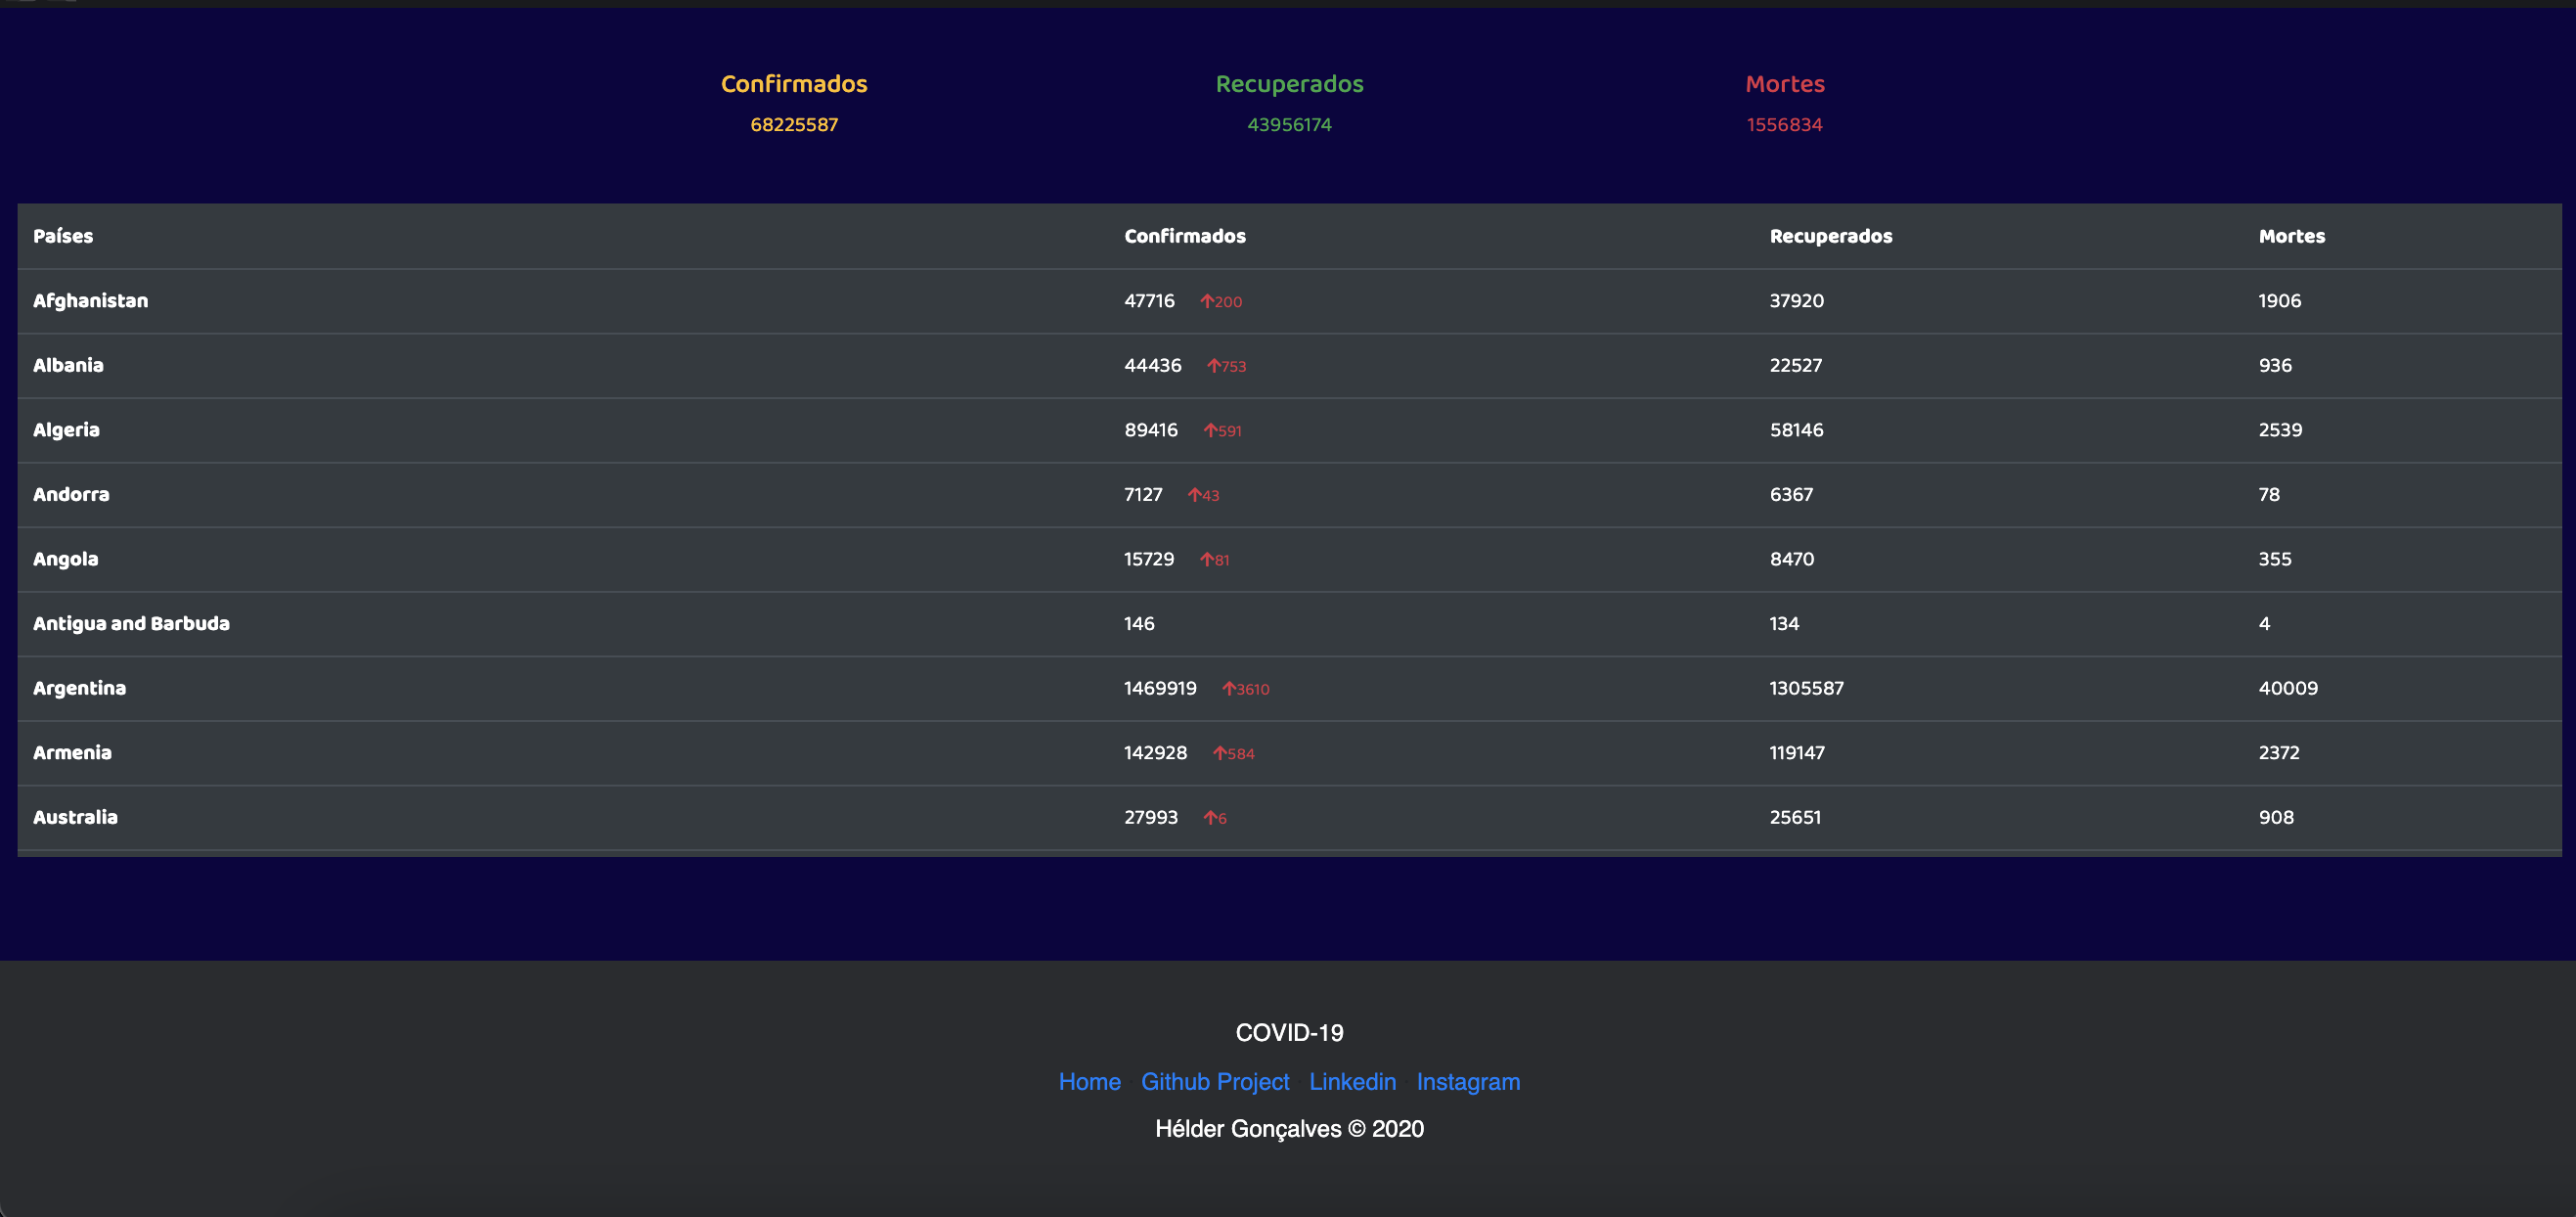 Confirmados Recuperados Mortes
68225587 43956174 1556834
Países Confirmados Recuperados Mortes
Afghanistan 47716 ↑200 37920 1906
Albania 44436 ↑753 22527 936
Algeria 89416 ↑591 58146 2539
Andorra 7127 ↑43 6367 78
Angola 15729 ↑81 8470 355
Antigua and Barbuda 146 134 4
Argentina 1469919 ↑3610 1305587 40009
Armenia 142928 ↑584 119147 2372
Australia 27993 ↑6 25651 908
COVID-19
Home Github Project Linkedin Instagram
Hélder Gonçalves © 2020